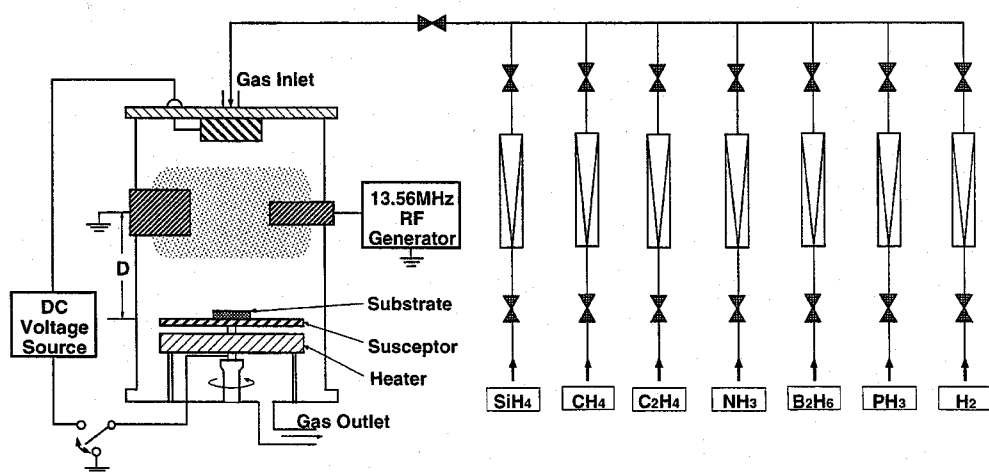 Gas Inlet
13.56MHz
RF
Generator
D
DC
Voltage
Source
Substrate
Susceptor
Heater
Gas Outlet
SiH4
CH4
C2H4
NH3
B2H6
PH3
H2